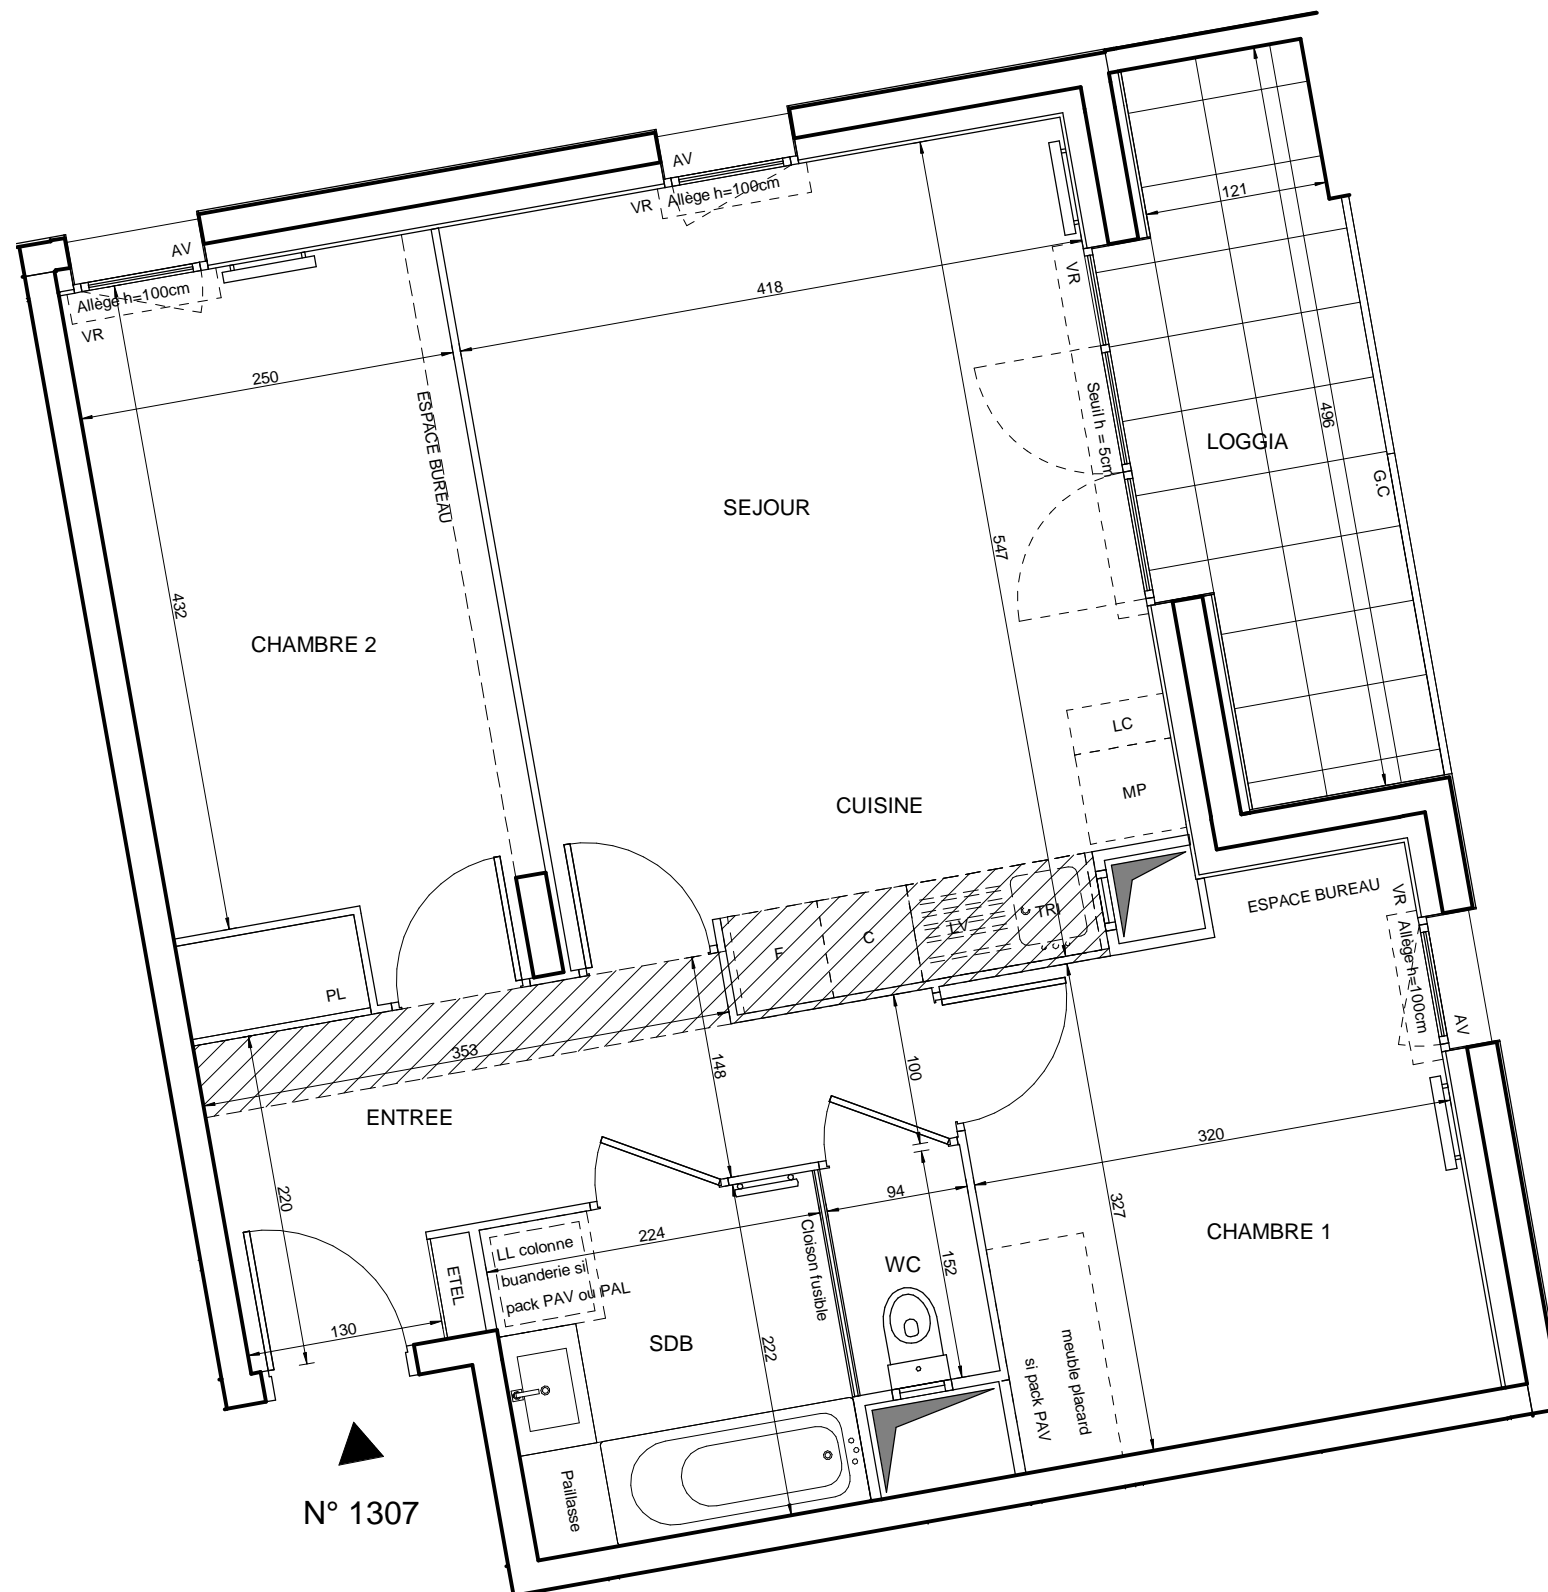 AV
Allège h=100cm
VR
121
AV
Allège h=100cm
VR
418
VR
250
ESPACE BUREAU
Seuil h = 5cm
496
LOGGIA
G.C
SEJOUR
547
432
CHAMBRE 2
LC
MP
CUISINE
ESPACE BUREAU
VR
Allège h=100cm
AV
F
C
LV
TRI
PL
353
148
100
ENTREE
320
220
94
327
224
Cloison fusible
CHAMBRE 1
LL colonne
buanderie si
pack PAV ou PAL
ETEL
WC
152
130
SDB
222
meuble placard
si pack PAV
Paillasse
N° 1307